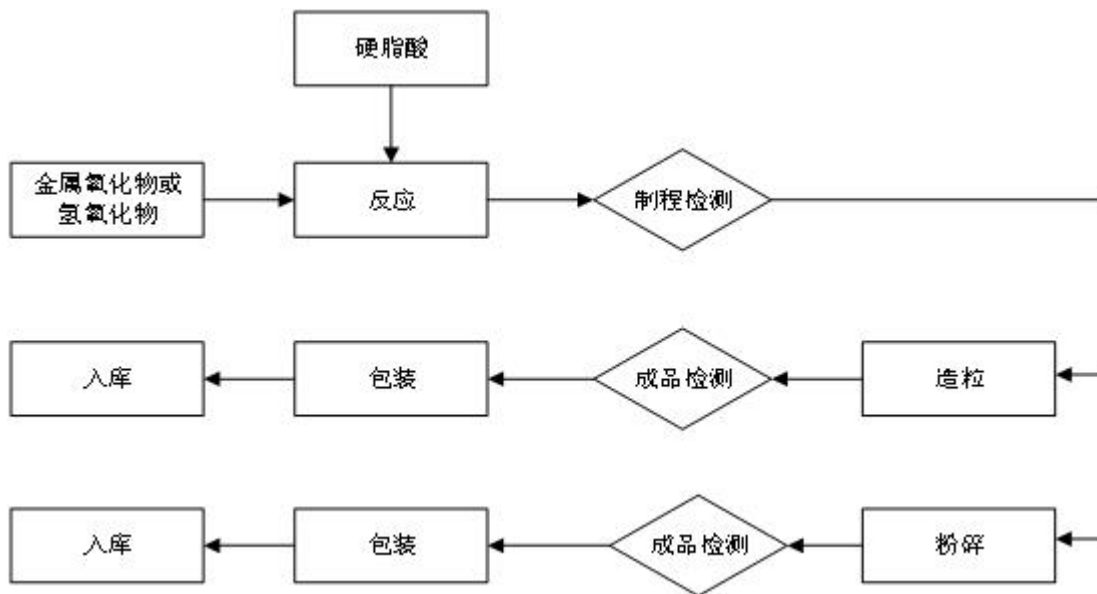 硬脂酸
金属氧化物或
氢氧化物
反应
制程检测
入库
包装
成品检测
造粒
入库
包装
成品检测
粉碎